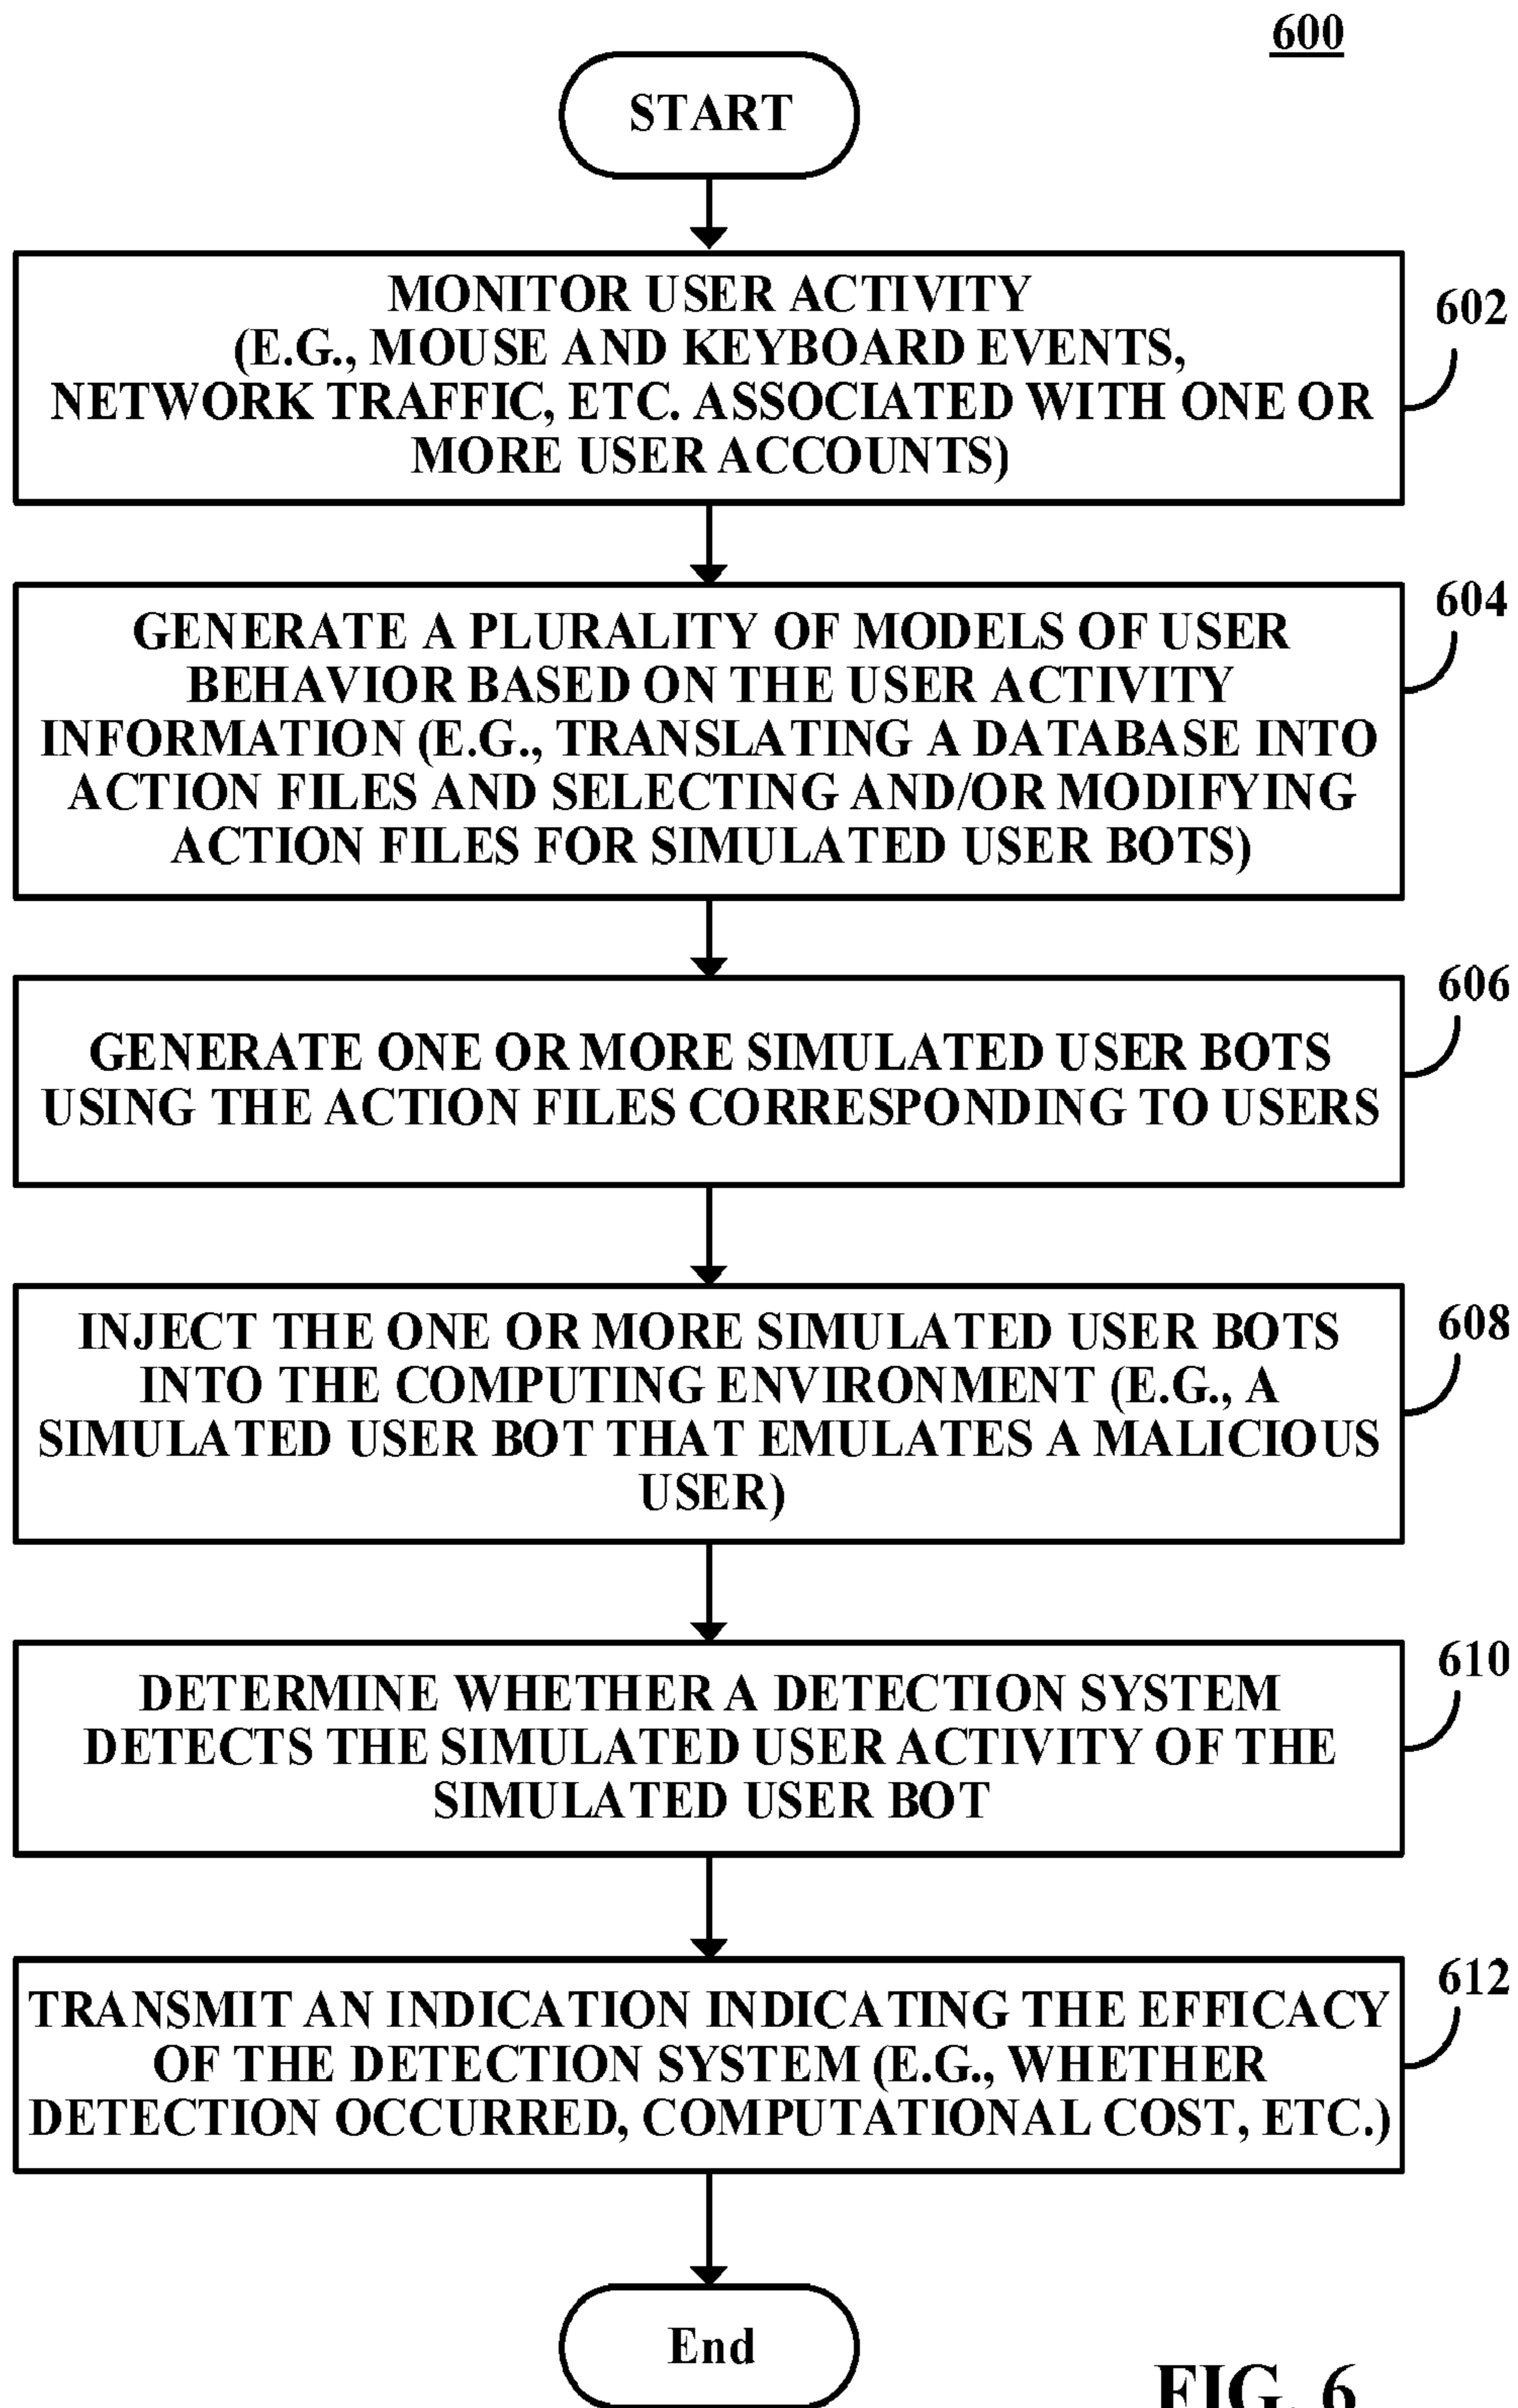 600
START
MONITOR USER ACTIVITY
(E.G., MOUSE AND KEYBOARD EVENTS,
NETWORK TRAFFIC, ETC. ASSOCIATED WITH ONE OR
MORE USER ACCOUNTS)
602
GENERATE A PLURALITY OF MODELS OF USER
BEHAVIOR BASED ON THE USER ACTIVITY
INFORMATION (E.G., TRANSLATING A DATABASE INTO
ACTION FILES AND SELECTING AND/OR MODIFYING
ACTION FILES FOR SIMULATED USER BOTS)
604
GENERATE ONE OR MORE SIMULATED USER BOTS
USING THE ACTION FILES CORRESPONDING TO USERS
606
INJECT THE ONE OR MORE SIMULATED USER BOTS
INTO THE COMPUTING ENVIRONMENT (E.G., A
SIMULATED USER BOT THAT EMULATES A MALICIOUS
USER)
608
DETERMINE WHETHER A DETECTION SYSTEM
DETECTS THE SIMULATED USER ACTIVITY OF THE
SIMULATED USER BOT
610
TRANSMIT AN INDICATION INDICATING THE EFFICACY
OF THE DETECTION SYSTEM (E.G., WHETHER
DETECTION OCCURRED, COMPUTATIONAL COST, ETC.)
612
End
FIG. 6